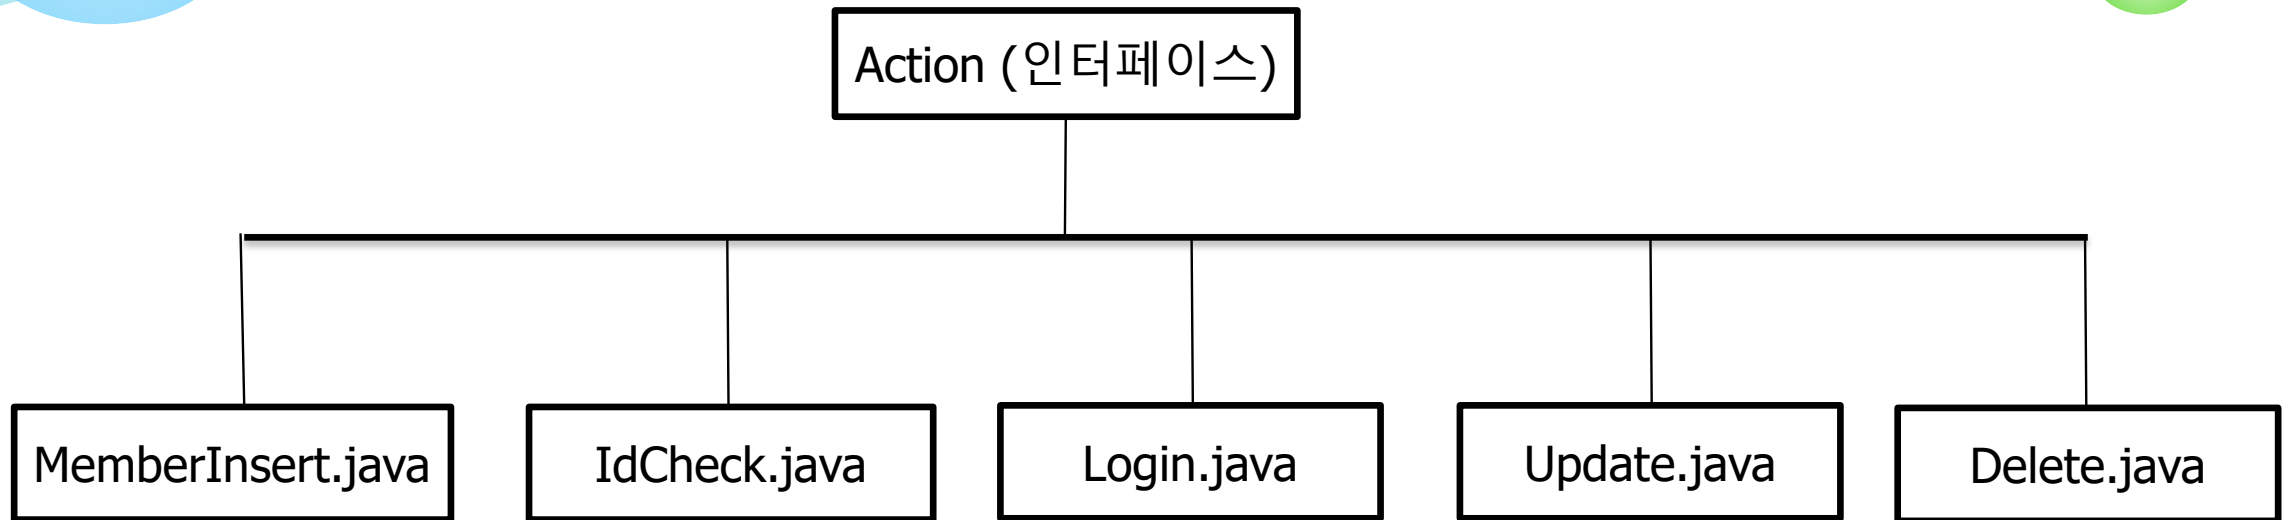 Action (인터페이스)
MemberInsert.java
IdCheck.java
Login.java
Update.java
Delete.java